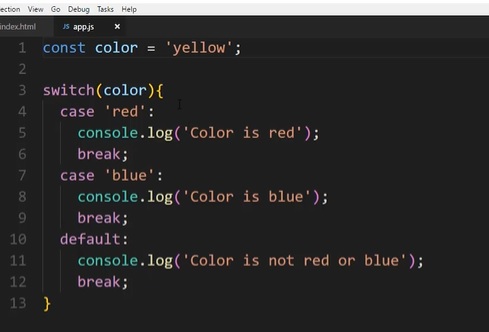 ection View Go Debug Tasks Help
index.html JS app.js ×
1 const color = 'yellow';
2
3 switch(color){
4   case 'red':
5     console.log('Color is red');
6     break;
7   case 'blue':
8     console.log('Color is blue');
9     break;
10   default:
11     console.log('Color is not red or blue');
12     break;
13 }